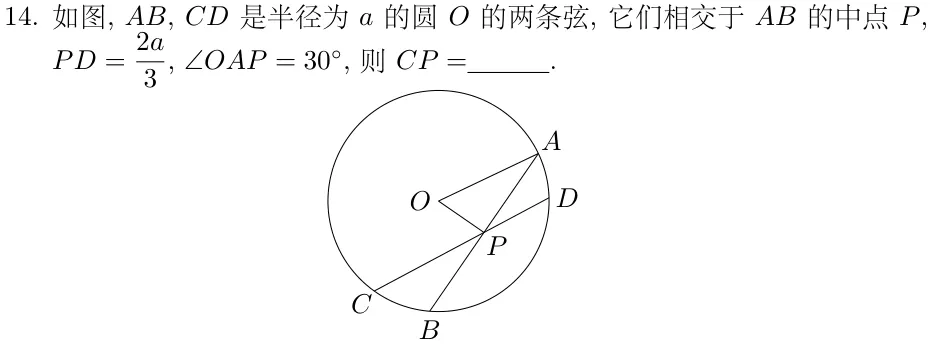 14. 如图, AB, CD 是半径为 a 的圆 O 的两条弦, 它们相交于 AB 的中点 P,
PD = \frac{2a}{3}, ∠OAP = 30°, 则 CP =______.
A
O
D
P
C
B